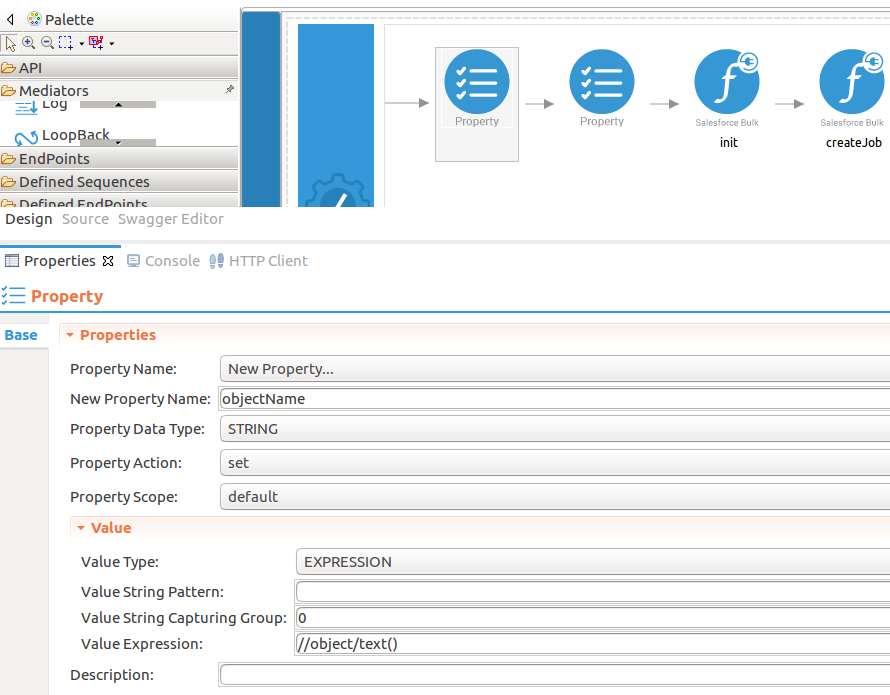 Palette
API
Mediators
Log
LoopBack
EndPoints
Defined Sequences
Defined EndPoints
Property
Property
Salesforce Bulk
init
Salesforce Bulk
createJob
Design Source Swagger Editor
Properties Console HTTP Client
Property
Base
Properties
Property Name: New Property...
New Property Name: objectName
Property Data Type: STRING
Property Action: set
Property Scope: default
Value
Value Type: EXPRESSION
Value String Pattern:
Value String Capturing Group: 0
Value Expression: //object/text()
Description: